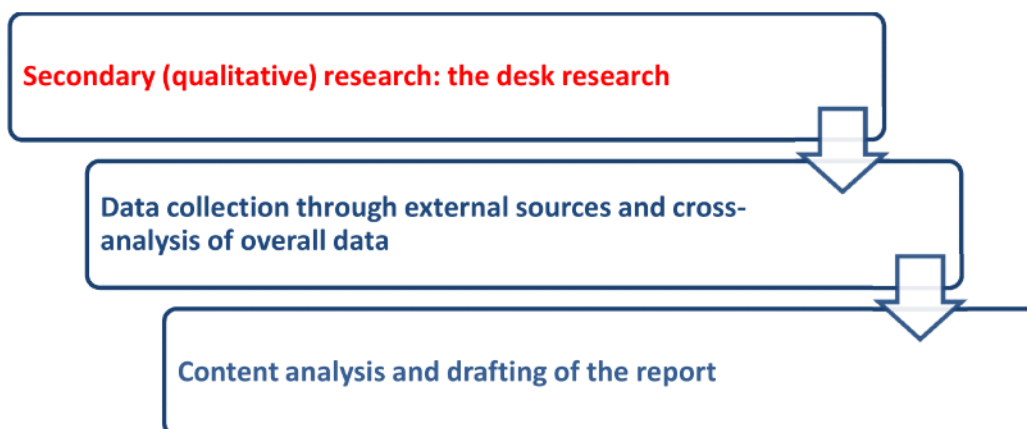 Secondary (qualitative) research: the desk research
Data collection through external sources and cross-
analysis of overall data
Content analysis and drafting of the report